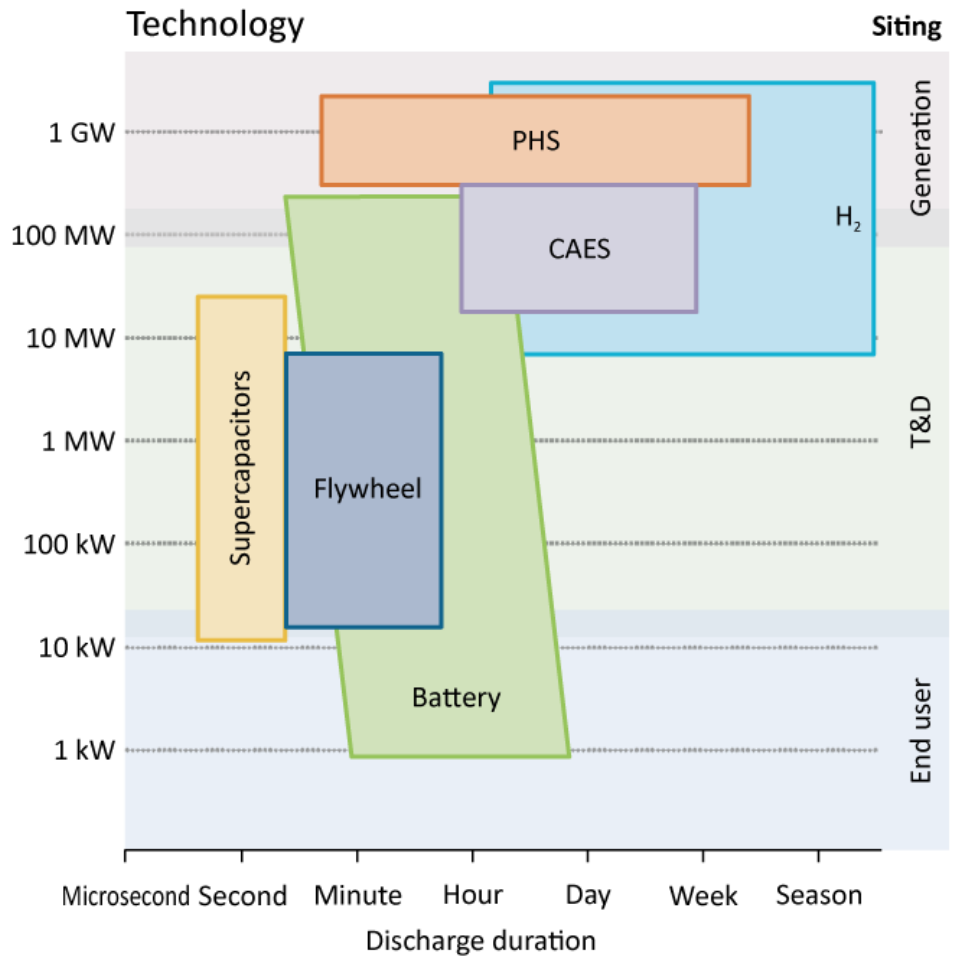 Technology
Siting
1 GW
100 MW
10 MW
1 MW
100 kW
10 kW
1 kW
PHS
H₂
CAES
Supercapacitors
Flywheel
Battery
Generation
T&D
End user
Microsecond Second Minute Hour Day Week Season
Discharge duration